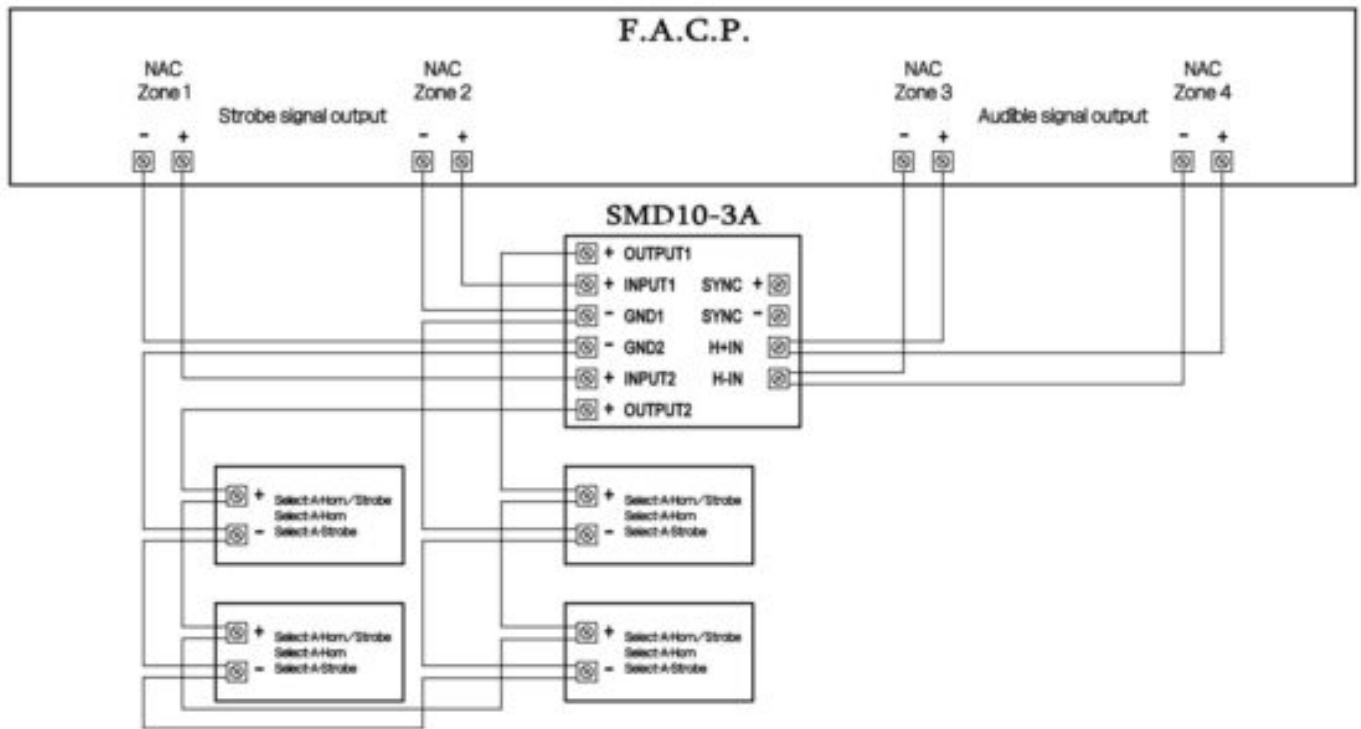 F.A.C.P.
NAC
Zone 1
Strobe signal output
NAC
Zone 2
NAC
Zone 3
Audible signal output
NAC
Zone 4
- +
- +
- +
- +
SMD10-3A
+ OUTPUT1
+ INPUT1 SYNC +
- GND1 SYNC -
- GND2 H+IN
+ INPUT2 H-IN
+ OUTPUT2
+ Select-A-Horn/Strobe
Select-A-Horn
- Select-A-Strobe
+ Select-A-Horn/Strobe
Select-A-Horn
- Select-A-Strobe
+ Select-A-Horn/Strobe
Select-A-Horn
- Select-A-Strobe
+ Select-A-Horn/Strobe
Select-A-Horn
- Select-A-Strobe